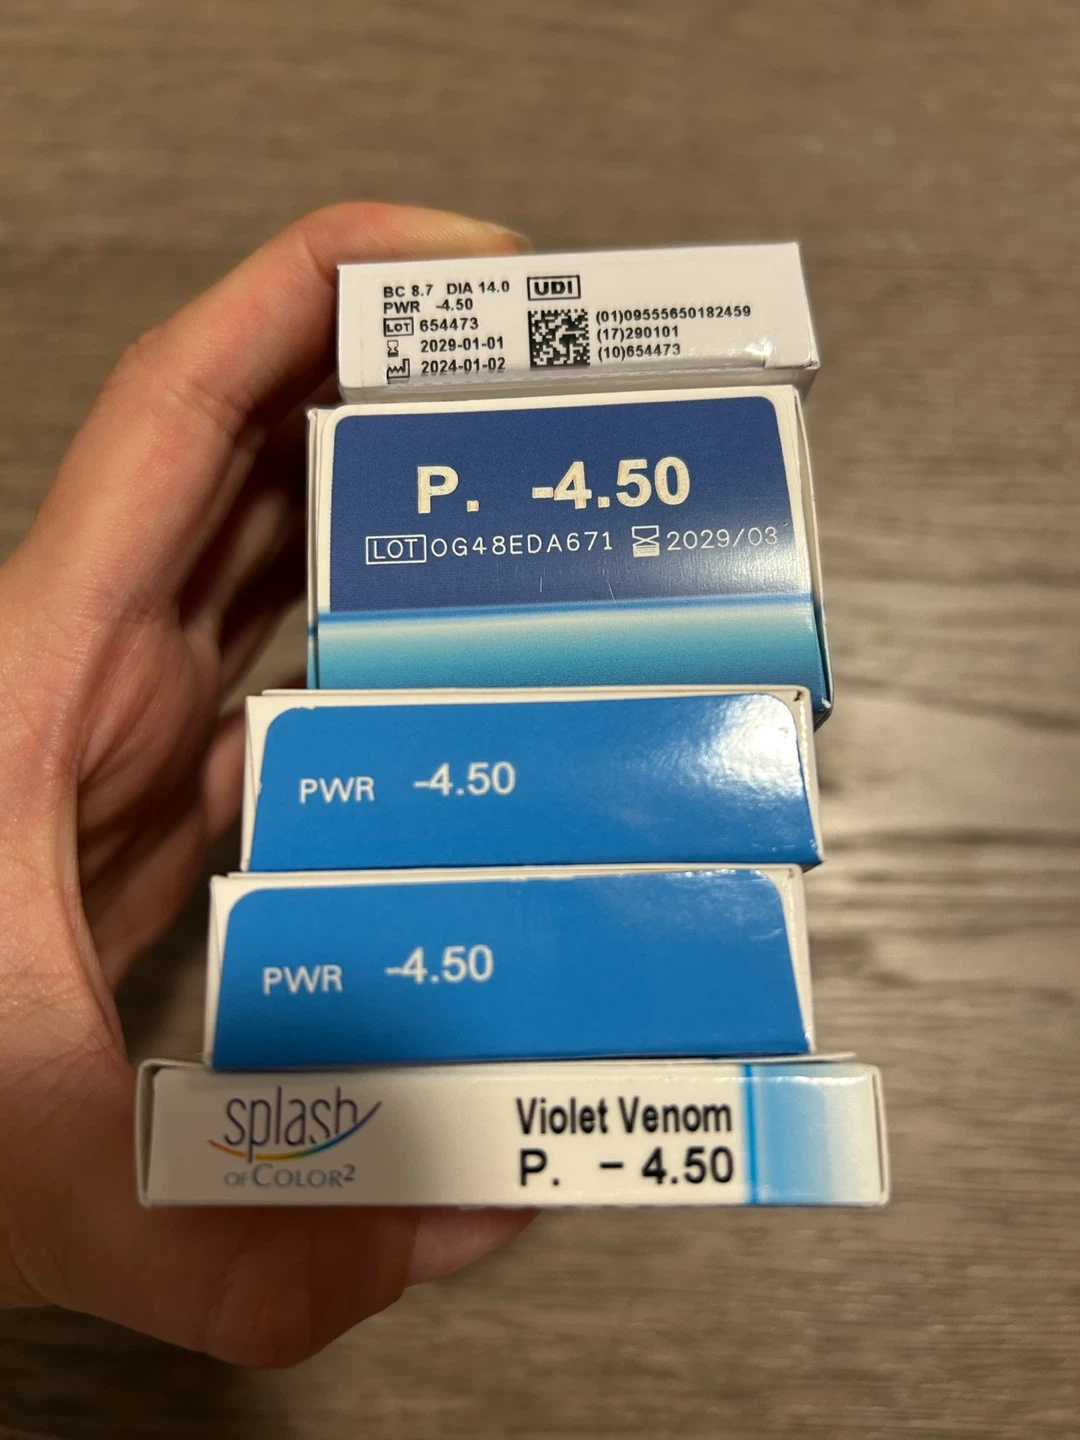 BC 8.7 DIA 14.0
PWR -4.50
LOT 654473
2029-01-01
2024-01-02
UDI
(01)09555650182459
(17)290101
(10)654473
P. -4.50
LOT OG48EDA671 2029/03
PWR -4.50
PWR -4.50
splash
OF COLOR2
Violet Venom
P. - 4.50